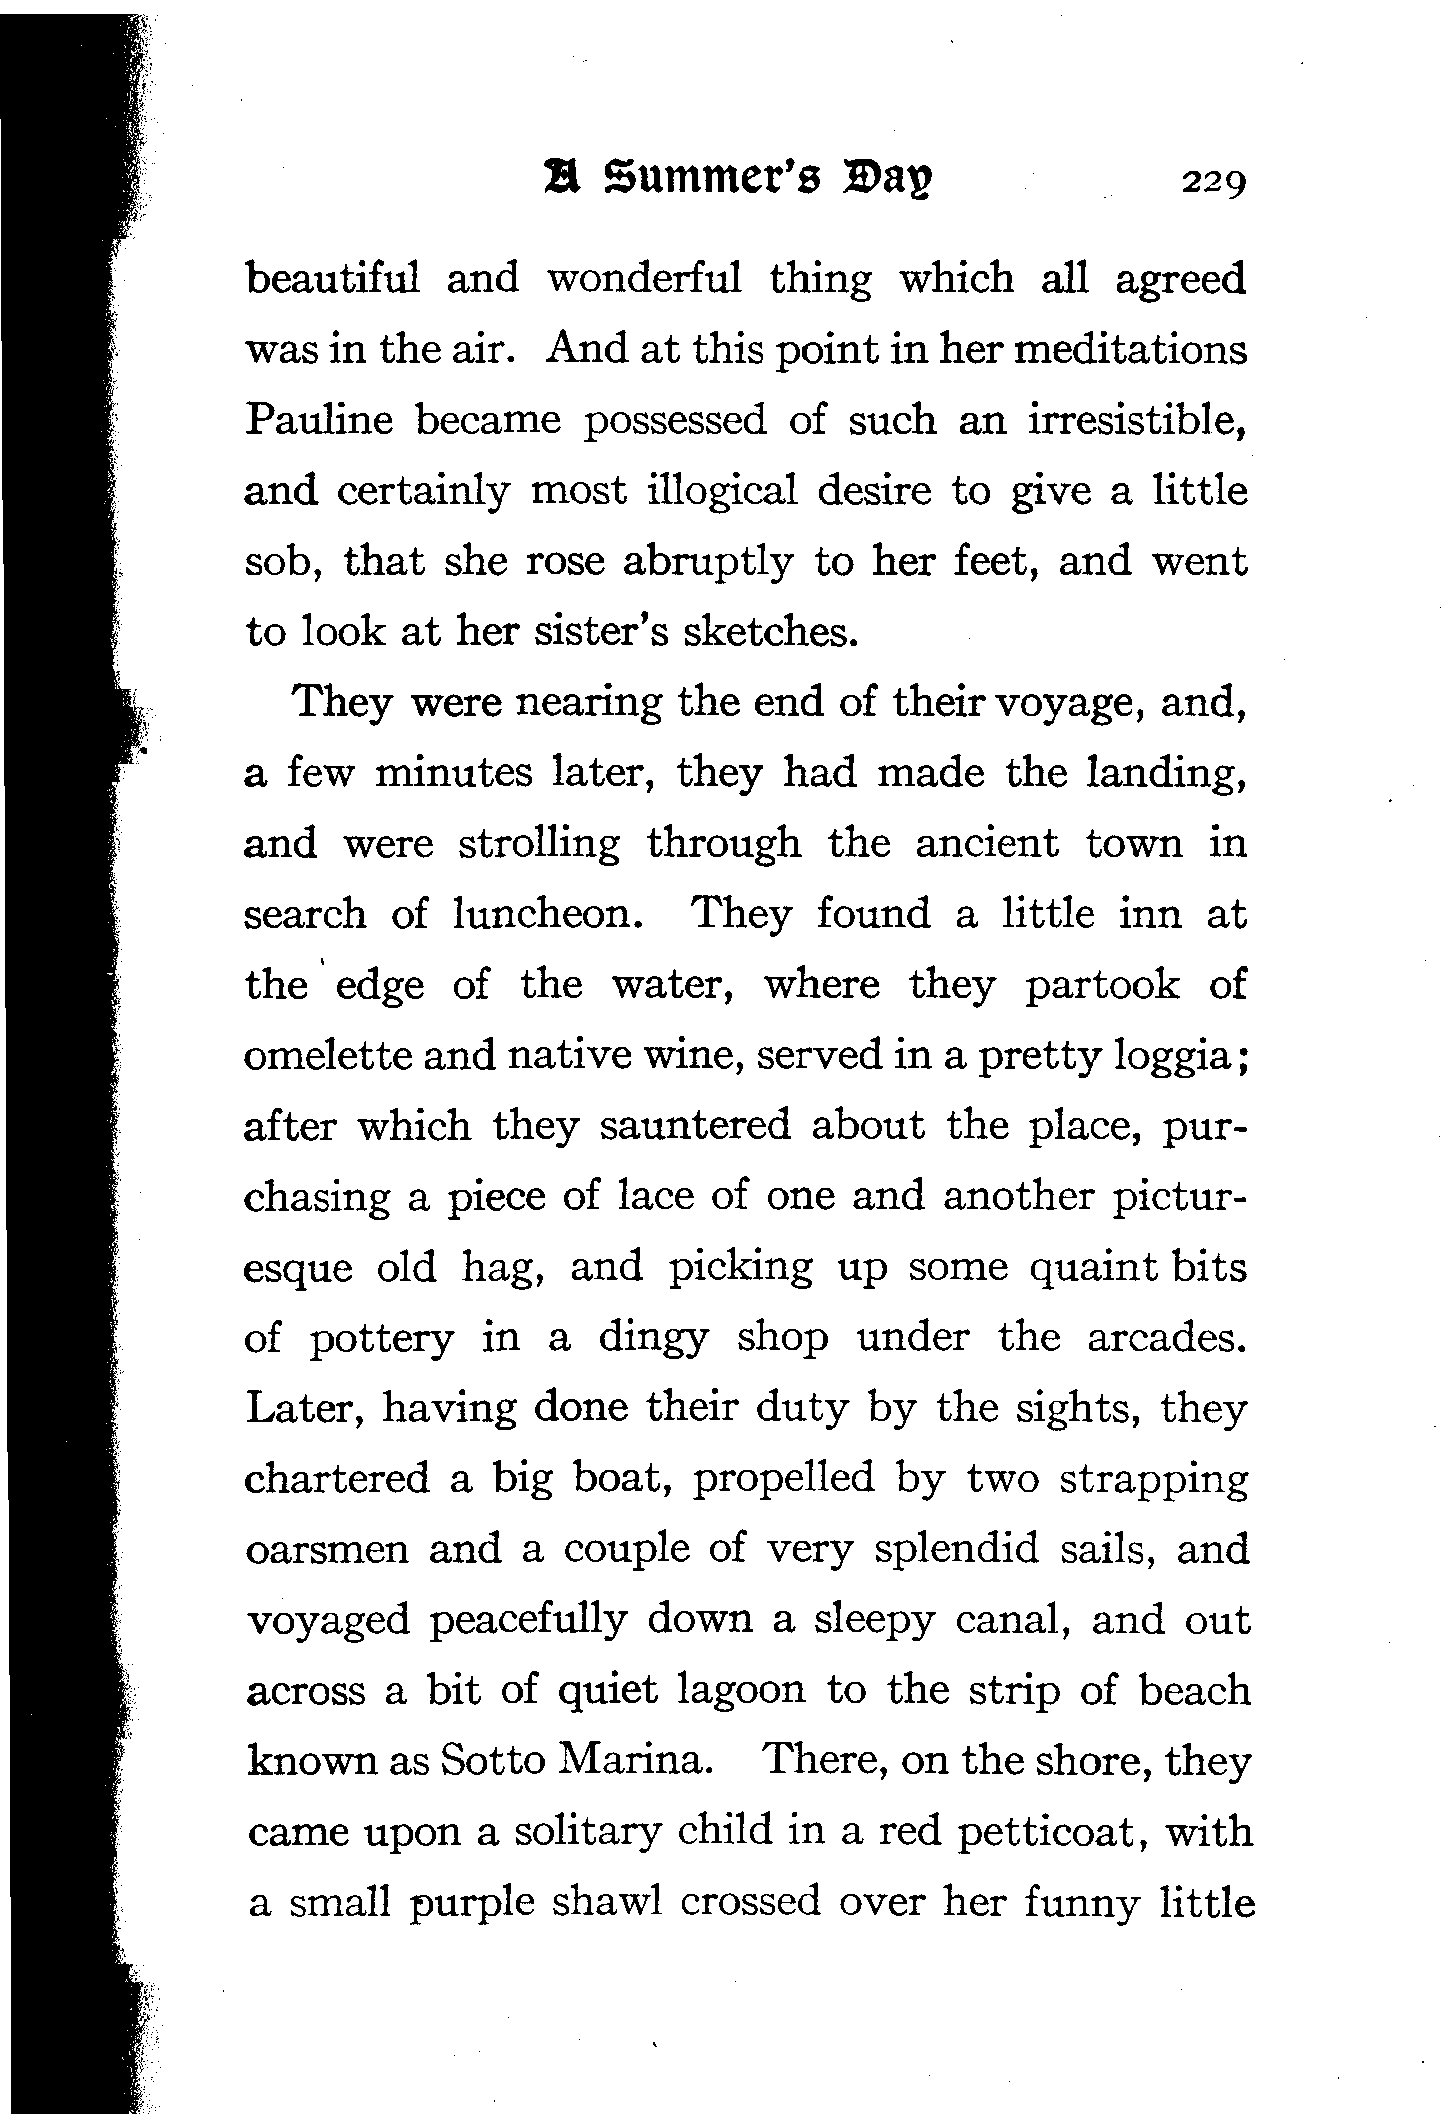 A Summer's Day 229
beautiful and wonderful thing which all agreed
was in the air. And at this point in her meditations
Pauline became possessed of such an irresistible,
and certainly most illogical desire to give a little
sob, that she rose abruptly to her feet, and went
to look at her sister's sketches.
They were nearing the end of their voyage, and,
a few minutes later, they had made the landing,
and were strolling through the ancient town in
search of luncheon. They found a little inn at
the edge of the water, where they partook of
omelette and native wine, served in a pretty loggia;
after which they sauntered about the place, pur-
chasing a piece of lace of one and another pictur-
esque old hag, and picking up some quaint bits
of pottery in a dingy shop under the arcades.
Later, having done their duty by the sights, they
chartered a big boat, propelled by two strapping
oarsmen and a couple of very splendid sails, and
voyaged peacefully down a sleepy canal, and out
across a bit of quiet lagoon to the strip of beach
known as Sotto Marina. There, on the shore, they
came upon a solitary child in a red petticoat, with
a small purple shawl crossed over her funny little